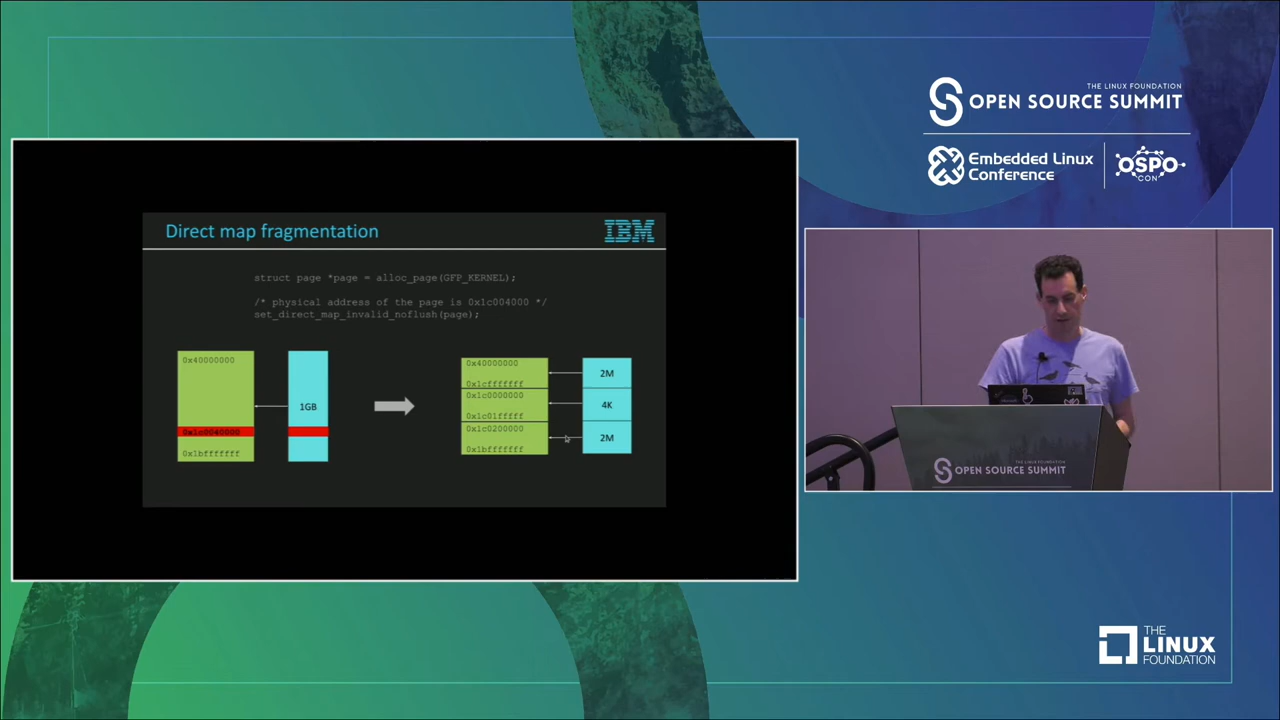 THE LINUX FOUNDATION
OPEN SOURCE SUMMIT
Embedded Linux
Conference
OSPO
CON
Direct map fragmentation
IBM
struct page *page = alloc_page(GFP_KERNEL);
/* physical address of the page is 0x1c004000 */
set_direct_map_invalid_noflush(page);
0x40000000
1GB
0x1c0040000
0x1bfffffff
0x40000000
0x1cfffffff
2M
0x1c0000000
0x1c01fffff
4K
0x1c0200000
0x1bfffffff
2M
OPEN SOURCE SUMMIT
THE
LINUX
FOUNDATION